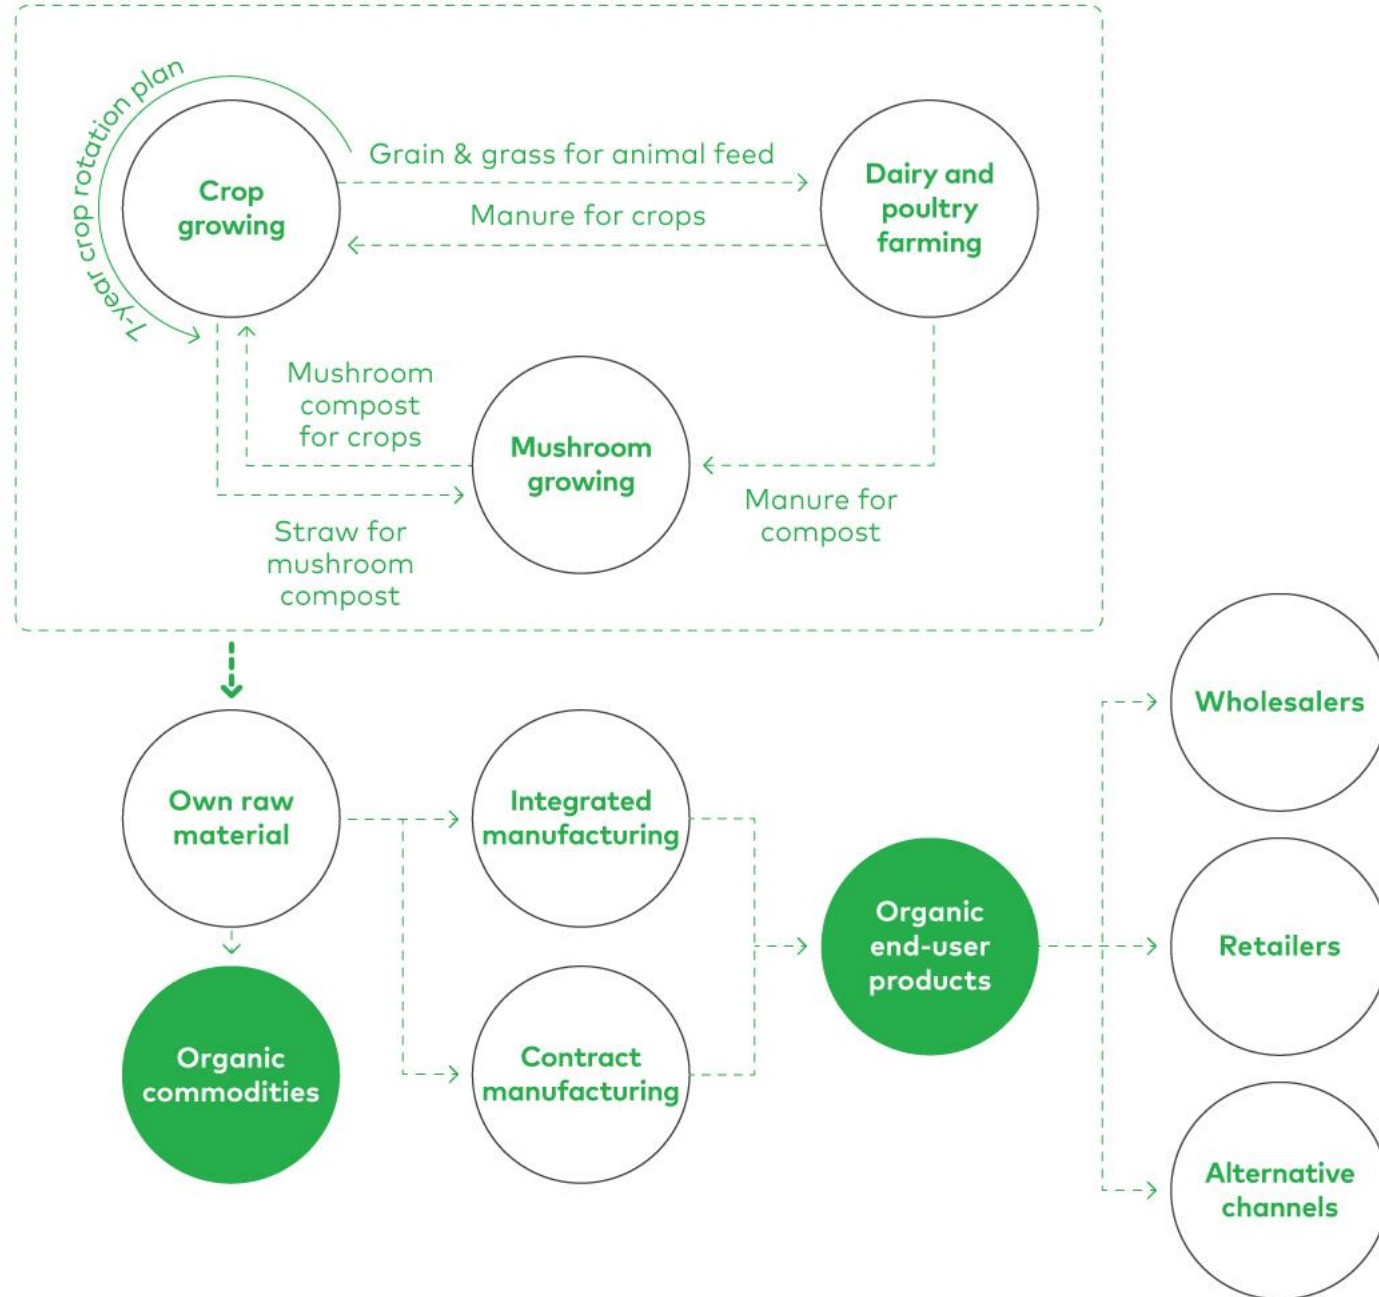 7-year crop rotation plan
Crop
growing
Grain & grass for animal feed
Manure for crops
Dairy and
poultry
farming
Mushroom
compost
for crops
Mushroom
growing
Straw for
mushroom
compost
Manure for
compost
Own raw
material
Integrated
manufacturing
Organic
commodities
Contract
manufacturing
Organic
end-user
products
Wholesalers
Retailers
Alternative
channels